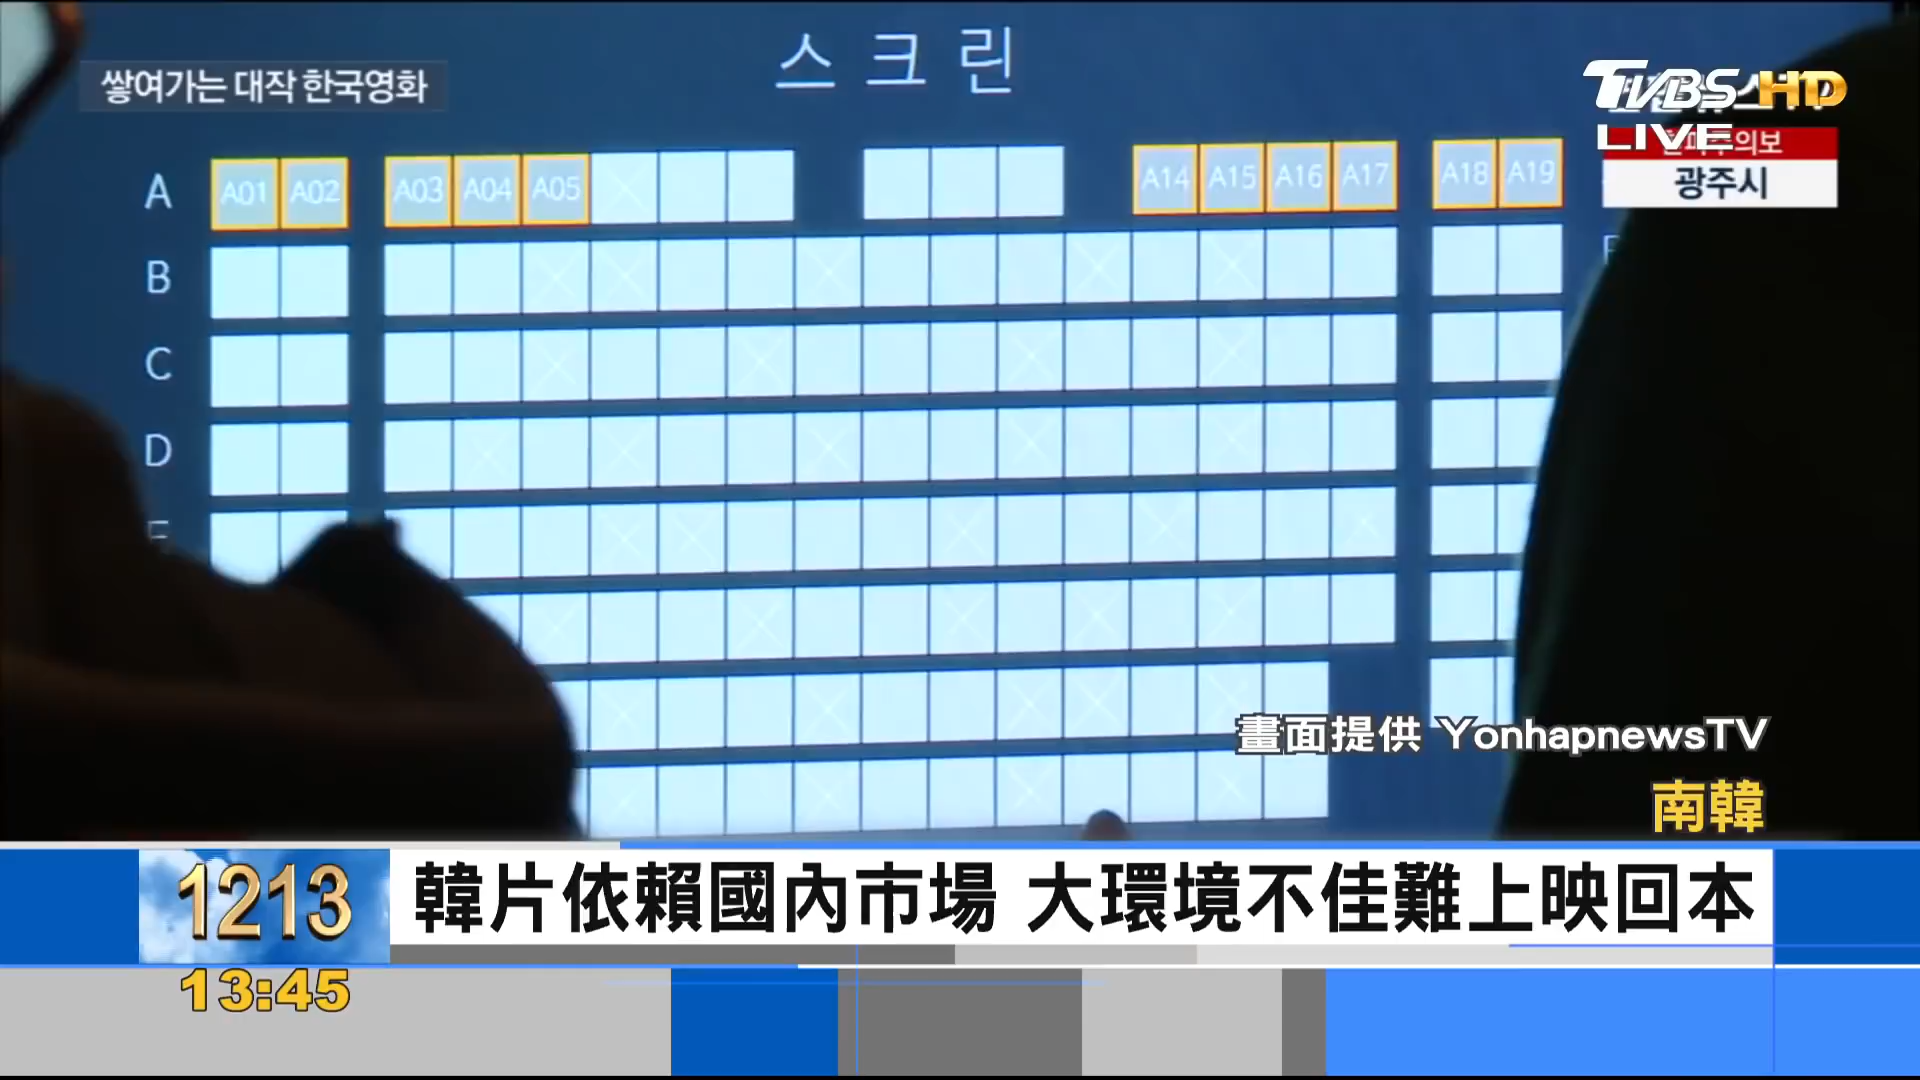 스크린
쌓여가는 대작 한국영화
TVBS HD
LIVE
광주시
A A01 A02 A03 A04 A05 A14 A15 A16 A17 A18 A19
B
C
D
E
畫面提供 YonhapnewsTV
南韓
1213 韓片依賴國內市場 大環境不佳難上映回本
13:45